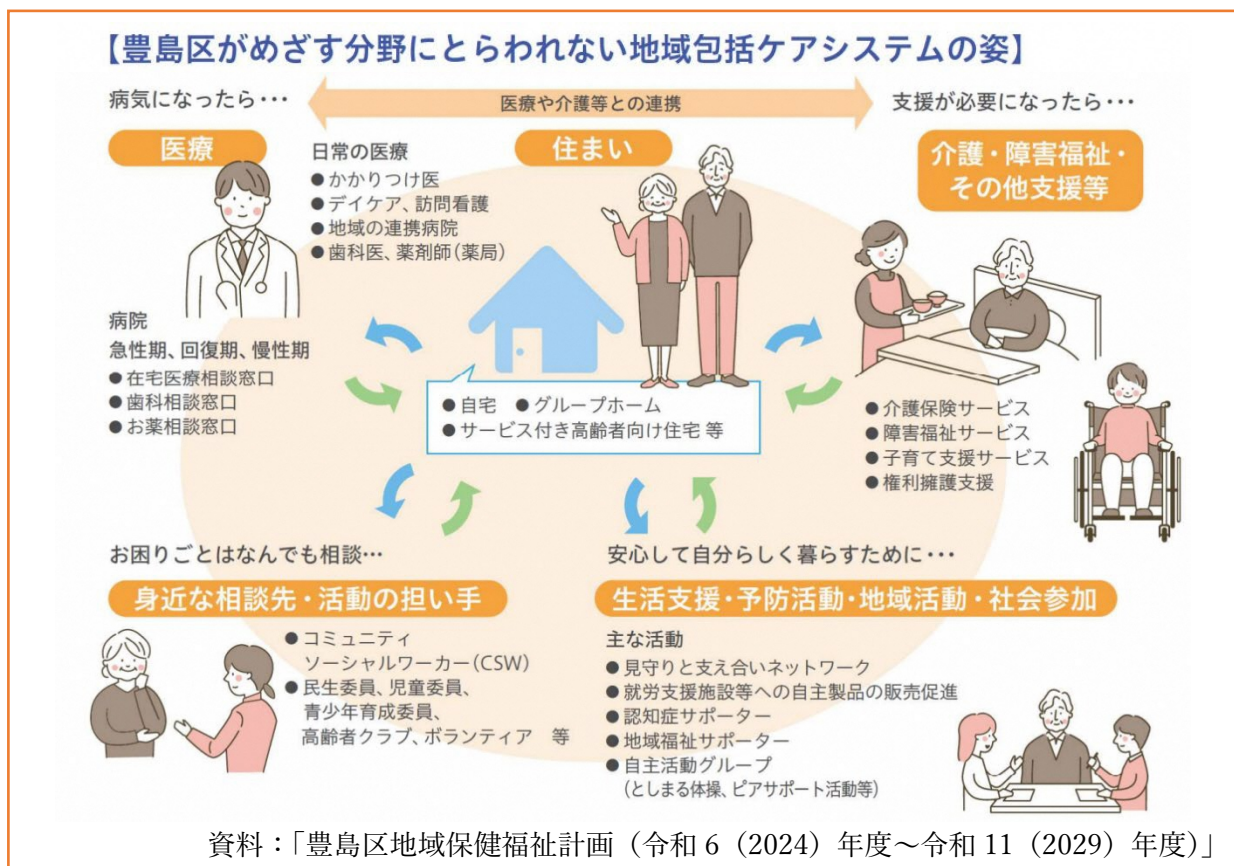 【豊島区がめざす分野にとらわれない地域包括ケアシステムの姿】
病気になったら･･･
医療や介護等との連携
支援が必要になったら･･･
医療
日常の医療
●かかりつけ医
●デイケア、訪問看護
●地域の連携病院
●歯科医、薬剤師(薬局)
住まい
介護・障害福祉・
その他支援等
病院
急性期、回復期、慢性期
●在宅医療相談窓口
●歯科相談窓口
●お薬相談窓口
●自宅 ●グループホーム
●サービス付き高齢者向け住宅 等
●介護保険サービス
●障害福祉サービス
●子育て支援サービス
●権利擁護支援
お困りごとはなんでも相談･･･
身近な相談先・活動の担い手
●コミュニティ
ソーシャルワーカー(CSW)
●民生委員、児童委員、
青少年育成委員、
高齢者クラブ、ボランティア 等
安心して自分らしく暮らすために･･･
生活支援・予防活動・地域活動・社会参加
主な活動
●見守りと支え合いネットワーク
●就労支援施設等への自主製品の販売促進
●認知症サポーター
●地域福祉サポーター
●自主活動グループ
(としまる体操、ピアサポート活動等)
資料：「豊島区地域保健福祉計画（令和 6（2024）年度～令和 11（2029）年度）」